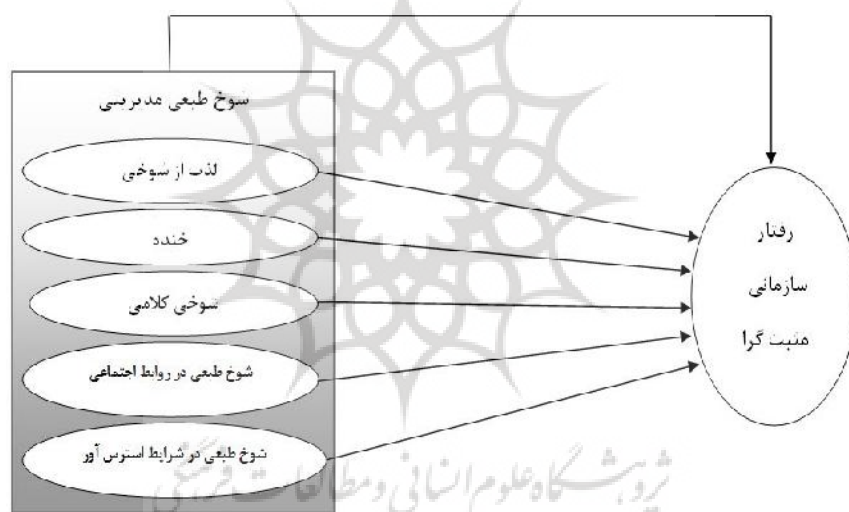 شوخ طبعی مدیریتی
لذت از شوخی
خنده
شوخی کلامی
شوخ طبعی در روابط اجتماعی
شوخ طبعی در شرایط استرس آور
رفتار
سازمانی
مثبت گرا
پژوهشگاه علوم انسانی و مطالعات فرهنگی